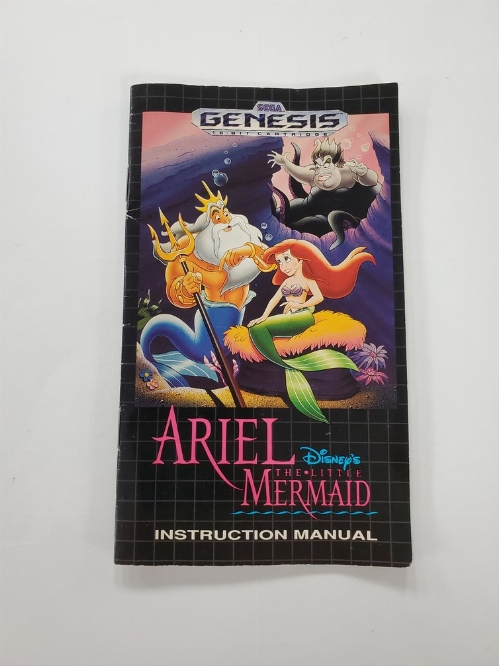 SEGA
GENESIS
16-BIT CARTRIDGE
ARIEL
DISNEY'S
THE•LITTLE
MERMAID
INSTRUCTION MANUAL